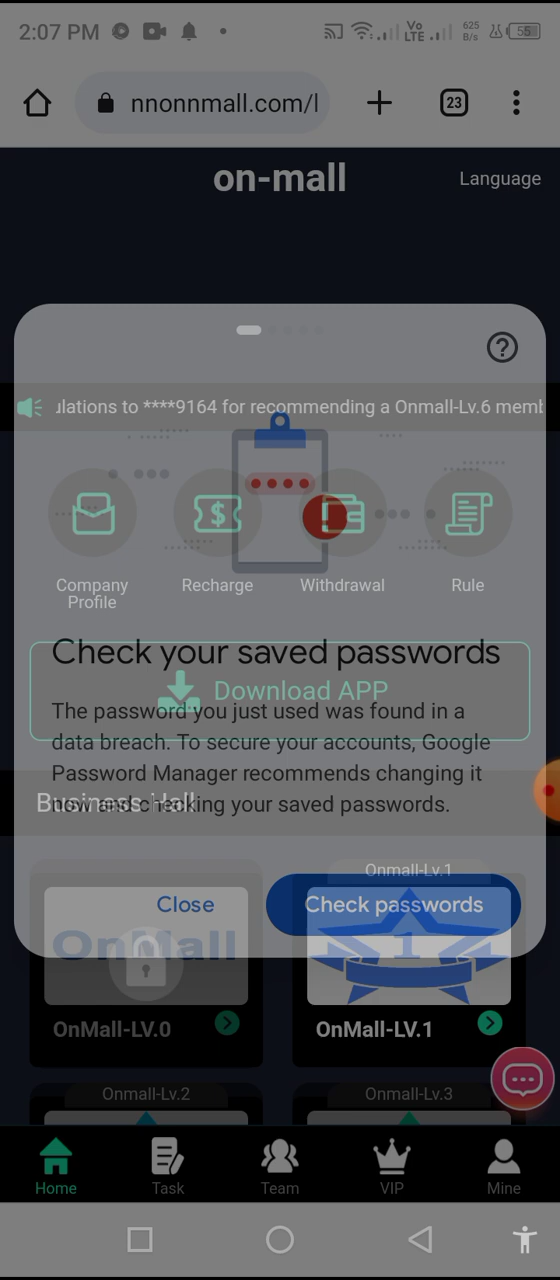 2:07 PM
Vo
LTE
625
B/s
55
nnonnmall.com/l
23
on-mall
Language
ulations to ****9164 for recommending a Onmall-Lv.6 memb
Company
Profile
Recharge
Withdrawal
Rule
Check your saved passwords
Download APP
The password you just used was found in a
data breach. To secure your accounts, Google
Password Manager recommends changing it
now and checking your saved passwords.
Business Hall
Onmall-Lv.1
Close
Check passwords
OnMall
1
OnMall-LV.0
OnMall-LV.1
Onmall-Lv.2
Onmall-Lv.3
Home
Task
Team
VIP
Mine